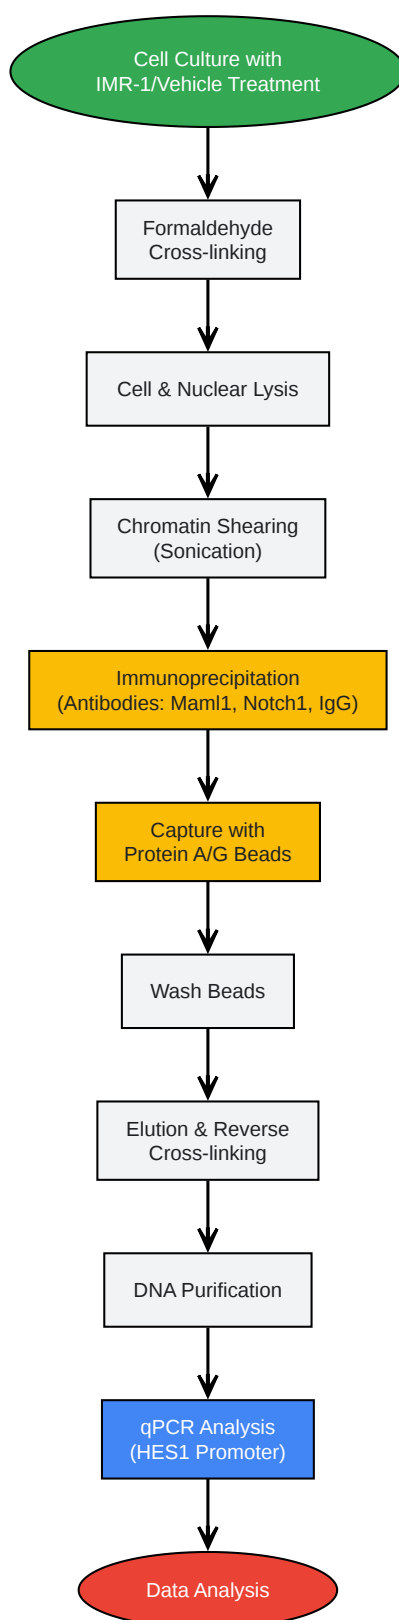 Cell Culture with
IMR-1/Vehicle Treatment
Formaldehyde
Cross-linking
Cell & Nuclear Lysis
Chromatin Shearing
(Sonication)
Immunoprecipitation
(Antibodies: Maml1, Notch1, IgG)
Capture with
Protein A/G Beads
Wash Beads
Elution & Reverse
Cross-linking
DNA Purification
qPCR Analysis
(HES1 Promoter)
Data Analysis